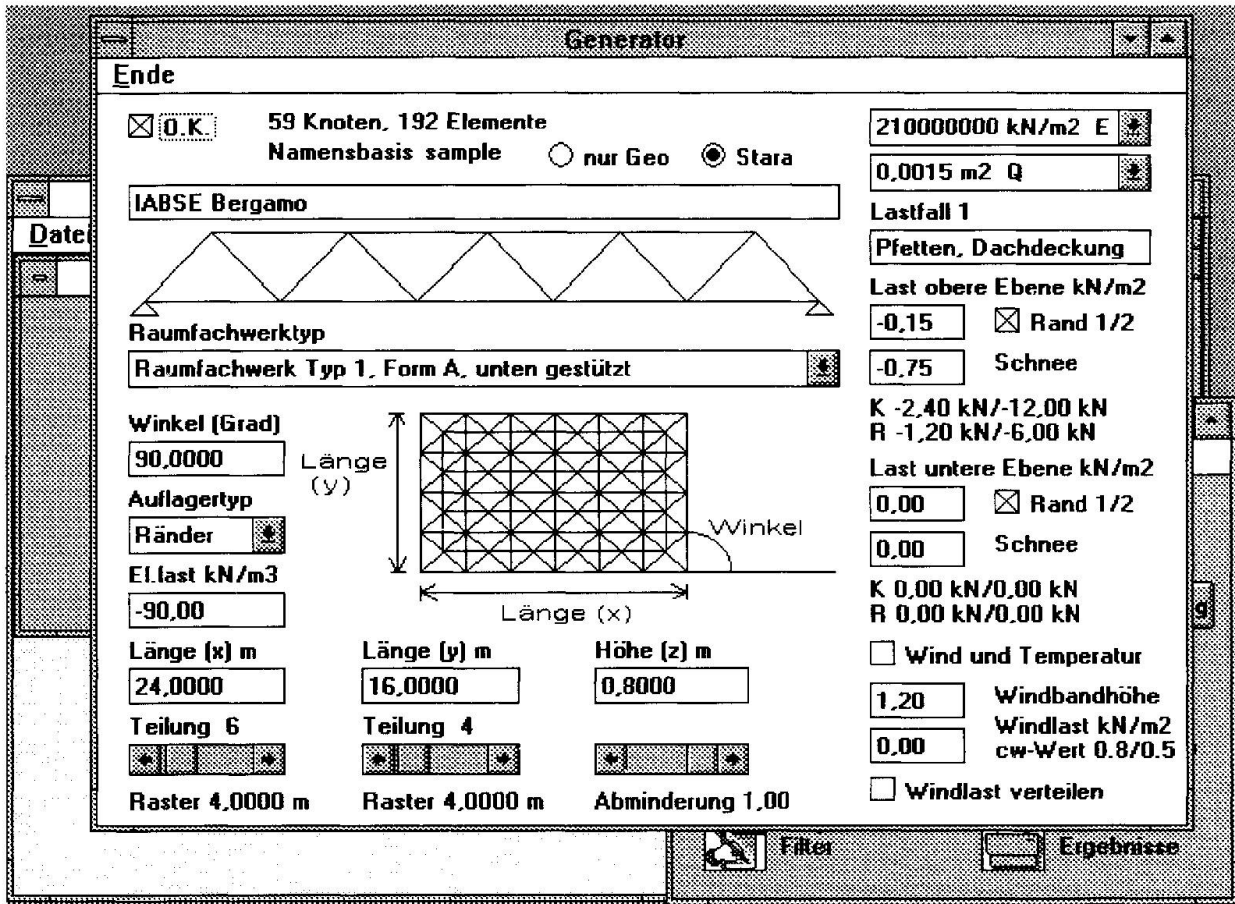 Generator
Ende
O.K.
59 Knoten, 192 Elemente
Namensbasis sample
nur Geo
Stara
IABSE Bergamo
Raumfachwerktyp
Raumfachwerk Typ 1, Form A, unten gestützt
Winkel (Grad)
90,0000
Auflagertyp
Ränder
El.last kN/m3
-90,00
Länge
(y)
Winkel
Länge (x)
Länge (x) m
24,0000
Teilung 6
Raster 4,0000 m
Länge (y) m
16,0000
Teilung 4
Raster 4,0000 m
Höhe (z) m
0,8000
Abminderung 1,00
210000000 kN/m2 E
0,0015 m2 Q
Lastfall 1
Pfetten, Dachdeckung
Last obere Ebene kN/m2
-0,15
Rand 1/2
-0,75
Schnee
K -2,40 kN/-12,00 kN
R -1,20 kN/-6,00 kN
Last untere Ebene kN/m2
0,00
Rand 1/2
0,00
Schnee
K 0,00 kN/0,00 kN
R 0,00 kN/0,00 kN
Wind und Temperatur
1,20
Windbandhöhe
Windlast kN/m2
0,00
cw-Wert 0.8/0.5
Windlast verteilen
Datei
g
Filter
Ergebnisse